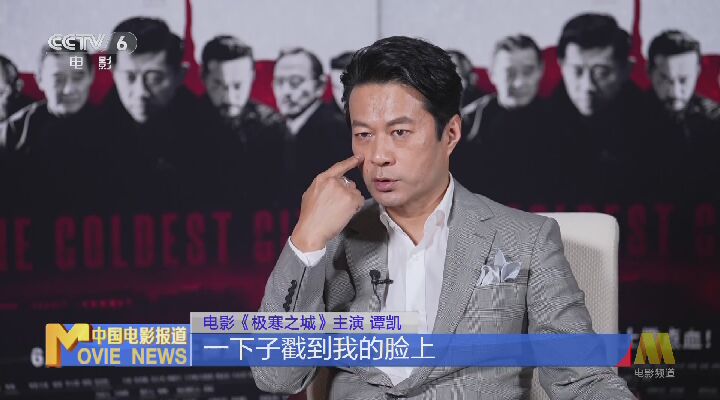 CCTV 6
电影
THE COLDEST CI
电影《极寒之城》主演 谭凯
中国电影报道
MOVIE NEWS
一下子戳到我的脸上
M
电影频道